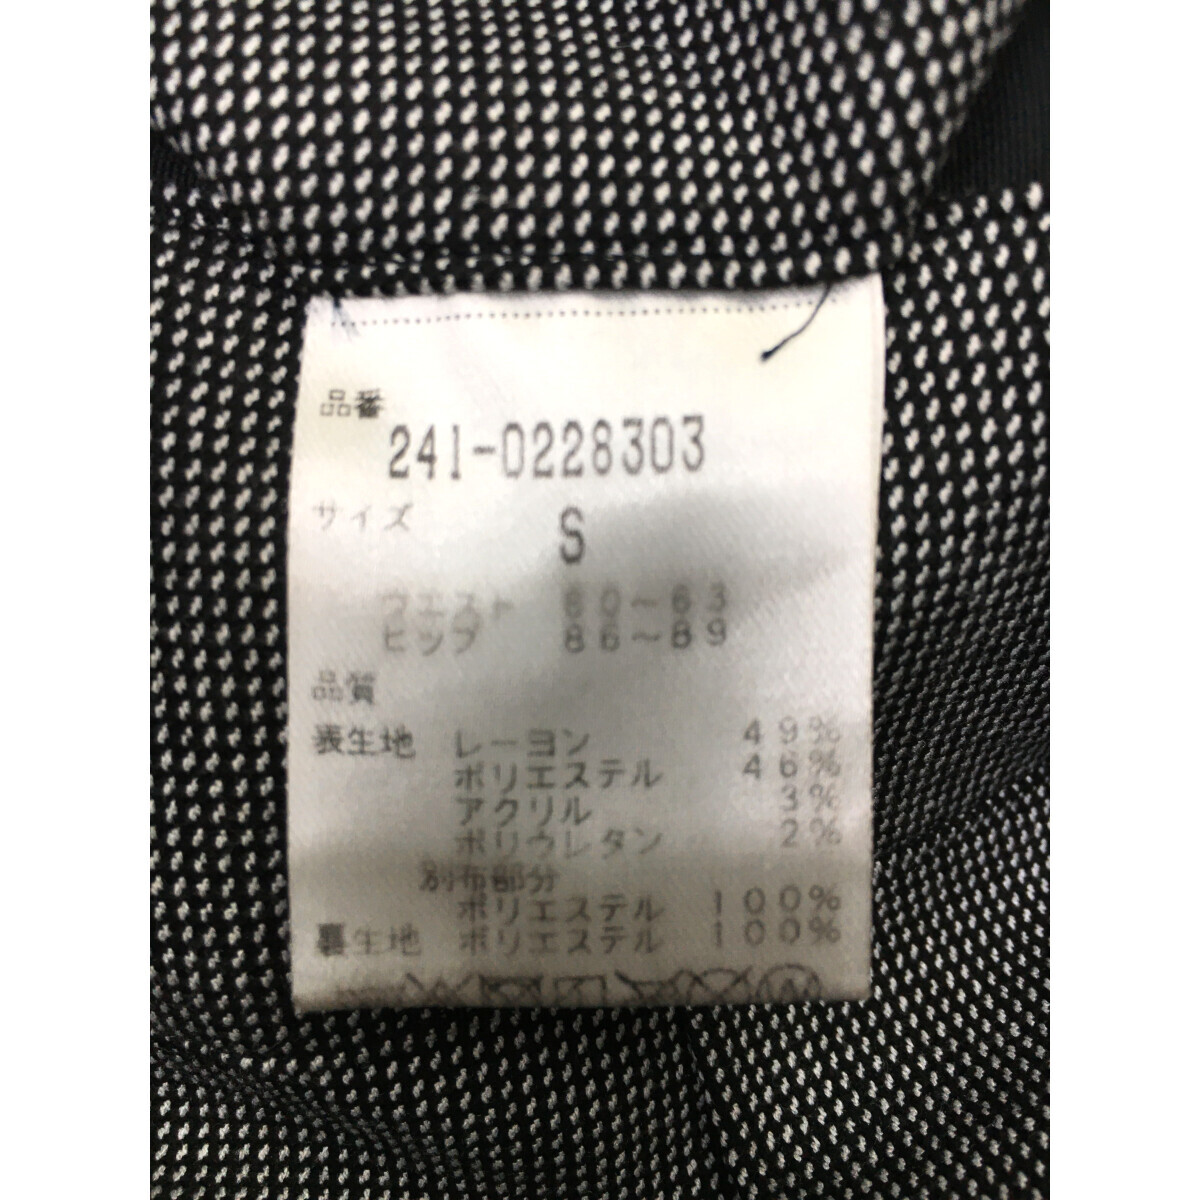 品番
241-0228303
サイズ S
ウエスト 60~63
ヒップ 86~89
品質
表生地 レーヨン 49%
ポリエステル 46%
アクリル 3%
ポリウレタン 2%
別布部分
ポリエステル 100%
裏生地 ポリエステル 100%